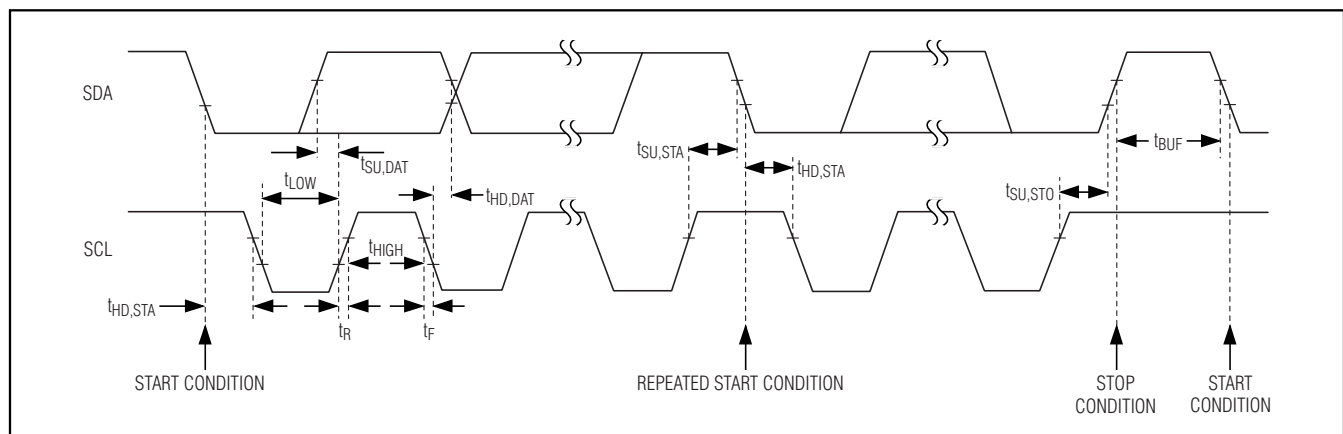 SDA
tSU,DAT
tLOW
tHD,DAT
tSU,STA
tHD,STA
tBUF
tSU,STO
SCL
tHIGH
tHD,STA
tR
tF
START CONDITION
REPEATED START CONDITION
STOP
CONDITION
START
CONDITION